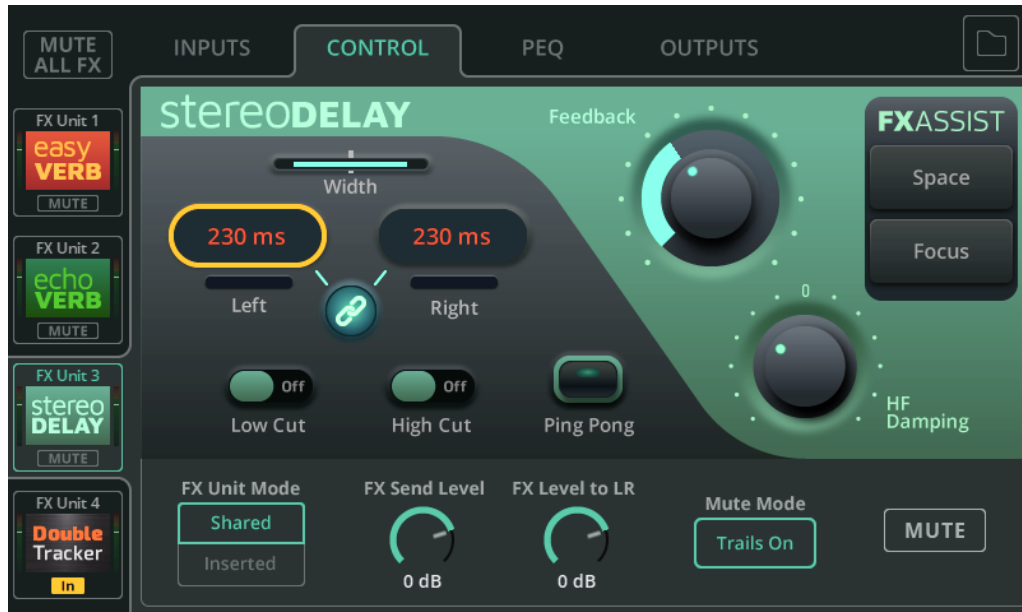 MUTE
ALL FX
INPUTS
CONTROL
PEQ
OUTPUTS
FX Unit 1
easy
VERB
MUTE
FX Unit 2
echo
VERB
MUTE
FX Unit 3
stereo
DELAY
MUTE
FX Unit 4
Double
Tracker
In
stereoDELAY
Width
230 ms
230 ms
Left
Right
Off
Low Cut
Off
High Cut
Ping Pong
Feedback
0
HF
Damping
FXASSIST
Space
Focus
FX Unit Mode
Shared
Inserted
FX Send Level
0 dB
FX Level to LR
0 dB
Mute Mode
Trails On
MUTE